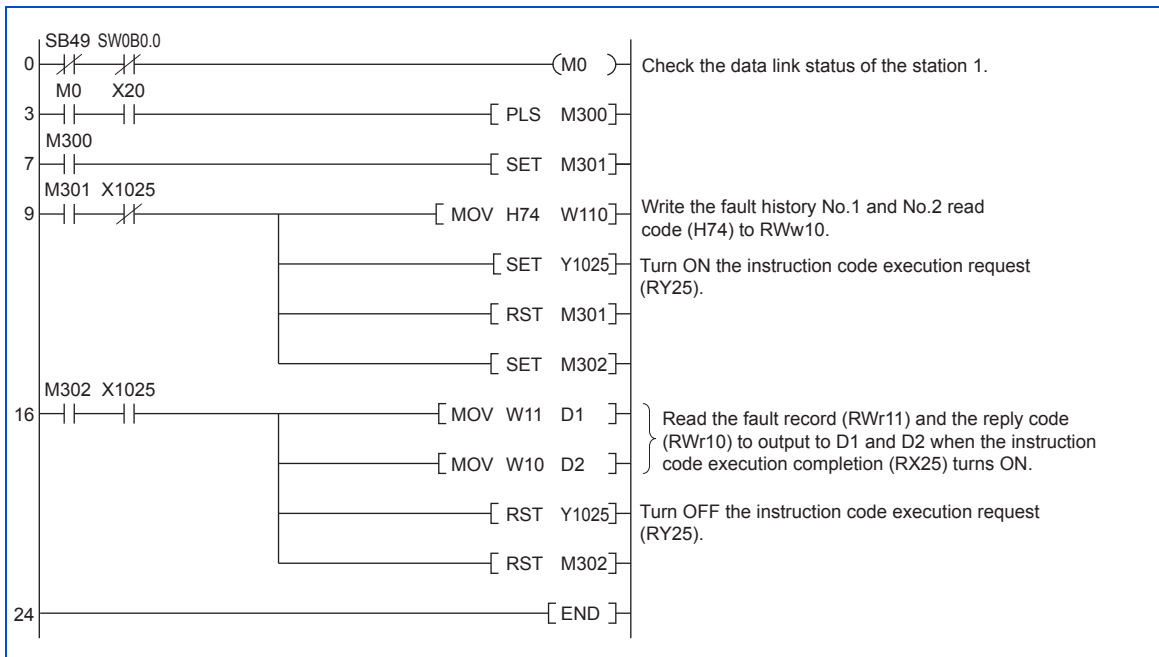 SB49 SW0B0.0
0 (M0 ) Check the data link status of the station 1.
M0 X20
3 [ PLS M300]
M300
7 [ SET M301]
M301 X1025
9 [ MOV H74 W110] Write the fault history No.1 and No.2 read
code (H74) to RWw10.
[ SET Y1025] Turn ON the instruction code execution request
(RY25).
[ RST M301]
[ SET M302]
M302 X1025
16 [ MOV W11 D1 ] Read the fault record (RWr11) and the reply code
(RWr10) to output to D1 and D2 when the instruction
[ MOV W10 D2 ] code execution completion (RX25) turns ON.
[ RST Y1025] Turn OFF the instruction code execution request
(RY25).
[ RST M302]
24 [ END ]